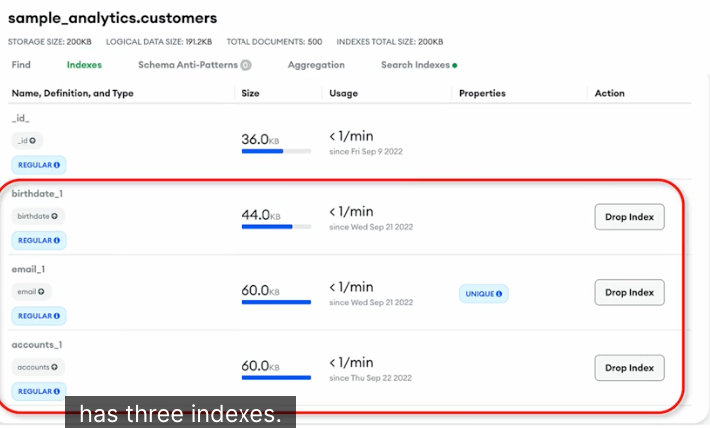 sample_analytics.customers
STORAGE SIZE: 200KB LOGICAL DATA SIZE: 191.2KB TOTAL DOCUMENTS: 500 INDEXES TOTAL SIZE: 200KB
Find Indexes Schema Anti-Patterns 0 Aggregation Search Indexes
Name, Definition, and Type Size Usage Properties Action
_id_
_id
REGULAR
36.0KB
< 1/min
since Fri Sep 9 2022
birthdate_1
birthdate
REGULAR
44.0KB
< 1/min
since Wed Sep 21 2022
Drop Index
email_1
email
REGULAR
60.0KB
< 1/min
since Wed Sep 21 2022
UNIQUE
Drop Index
accounts_1
accounts
REGULAR
60.0KB
< 1/min
since Thu Sep 22 2022
Drop Index
has three indexes.